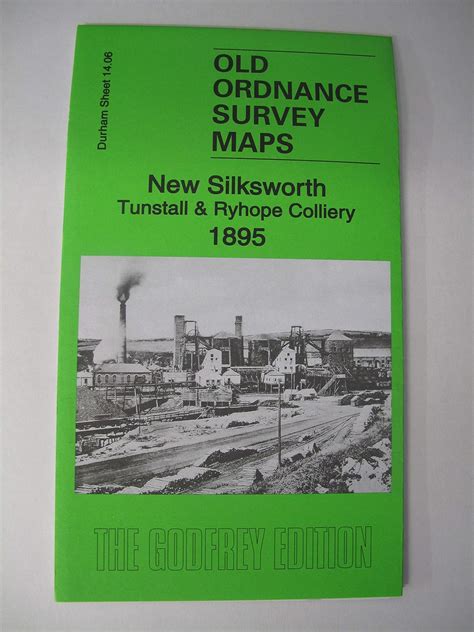 Durham Sheet 14.06
OLD
ORDNANCE
SURVEY
MAPS
New Silksworth
Tunstall & Ryhope Colliery
1895
THE GODFREY EDITION